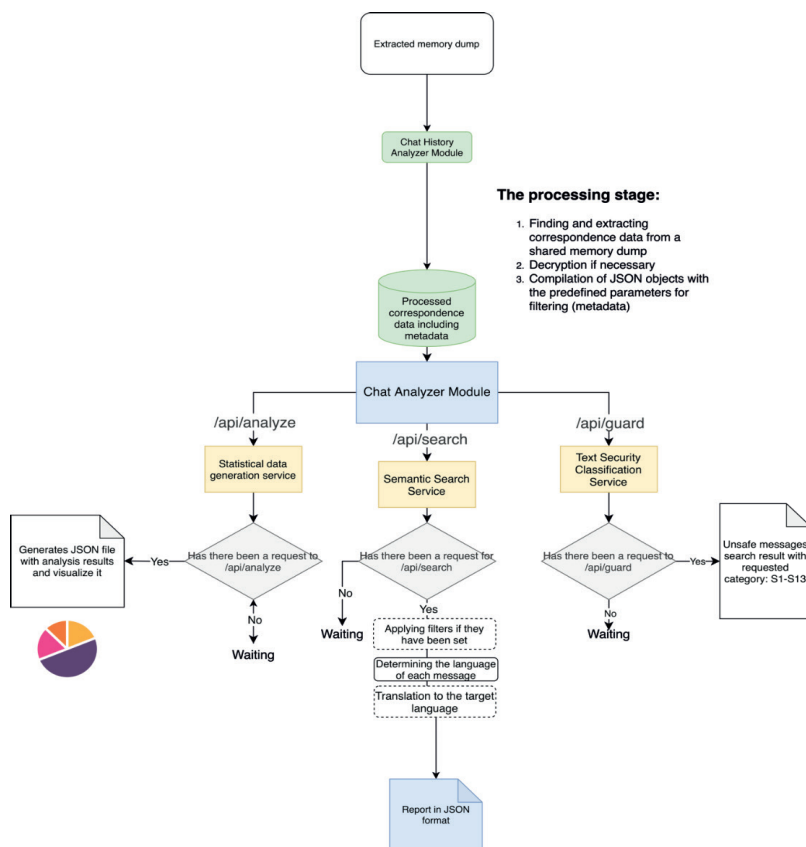 Extracted memory dump
Chat History
Analyzer Module
The processing stage:
1. Finding and extracting
correspondence data from a
shared memory dump
2. Decryption if necessary
3. Compilation of JSON objects with
the predefined parameters for
filtering (metadata)
Processed
correspondence
data including
metadata
Chat Analyzer Module
/api/analyze
/api/search
/api/guard
Statistical data
generation service
Semantic Search
Service
Text Security
Classification
Service
Generates JSON file
with analysis results
and visualize it
Yes
Has there been a request to
/api/analyze
No
Waiting
Has there been a request for
/api/search
No
Waiting
Yes
Applying filters if they
have been set
Determining the language
of each message
Translation to the target
language
Report in JSON
format
Has there been a request to
/api/guard
No
Waiting
Yes
Unsafe messages
search result with
requested
category: S1-S13